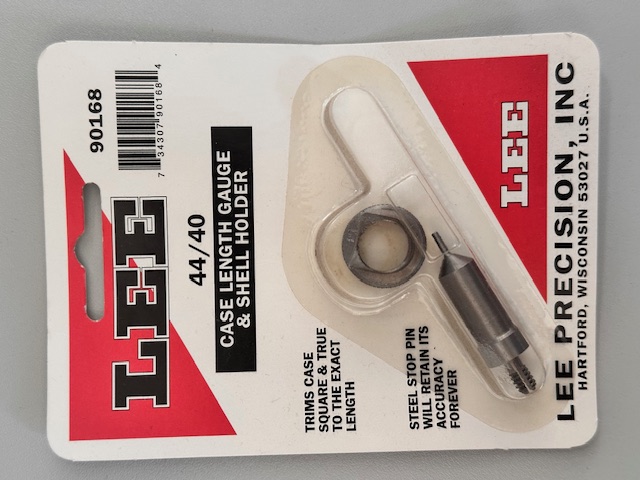 90168
7 34307 90168 4
LEE
44/40
CASE LENGTH GAUGE
& SHELL HOLDER
TRIMS CASE
SQUARE & TRUE
TO THE EXACT
LENGTH
STEEL STOP PIN
WILL RETAIN ITS
ACCURACY
FOREVER
LEE
LEE PRECISION, INC
HARTFORD, WISCONSIN 53027 U.S.A.